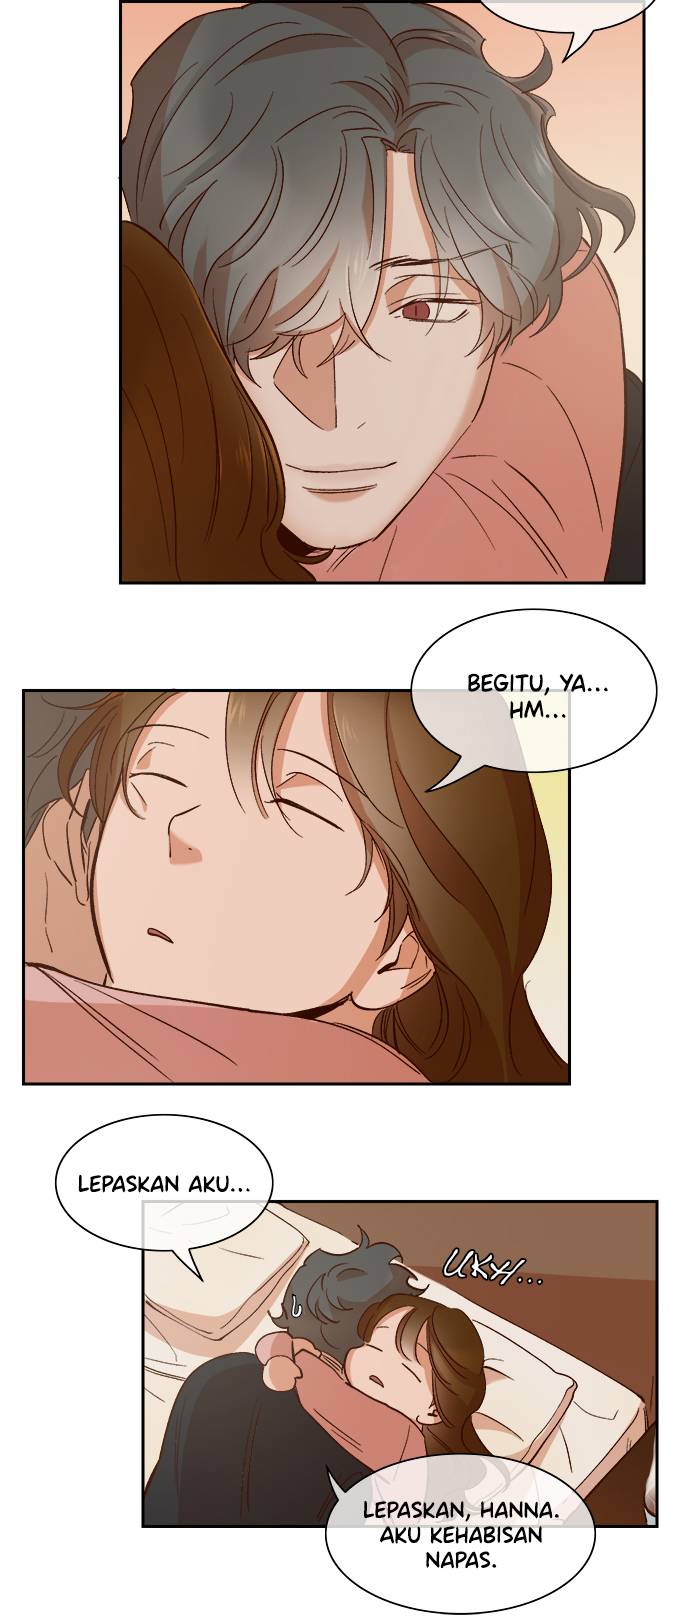 BEGITU, YA...
HM...
LEPASKAN AKU...
UKH...
LEPASKAN, HANNA.
AKU KEHABISAN
NAPAS.